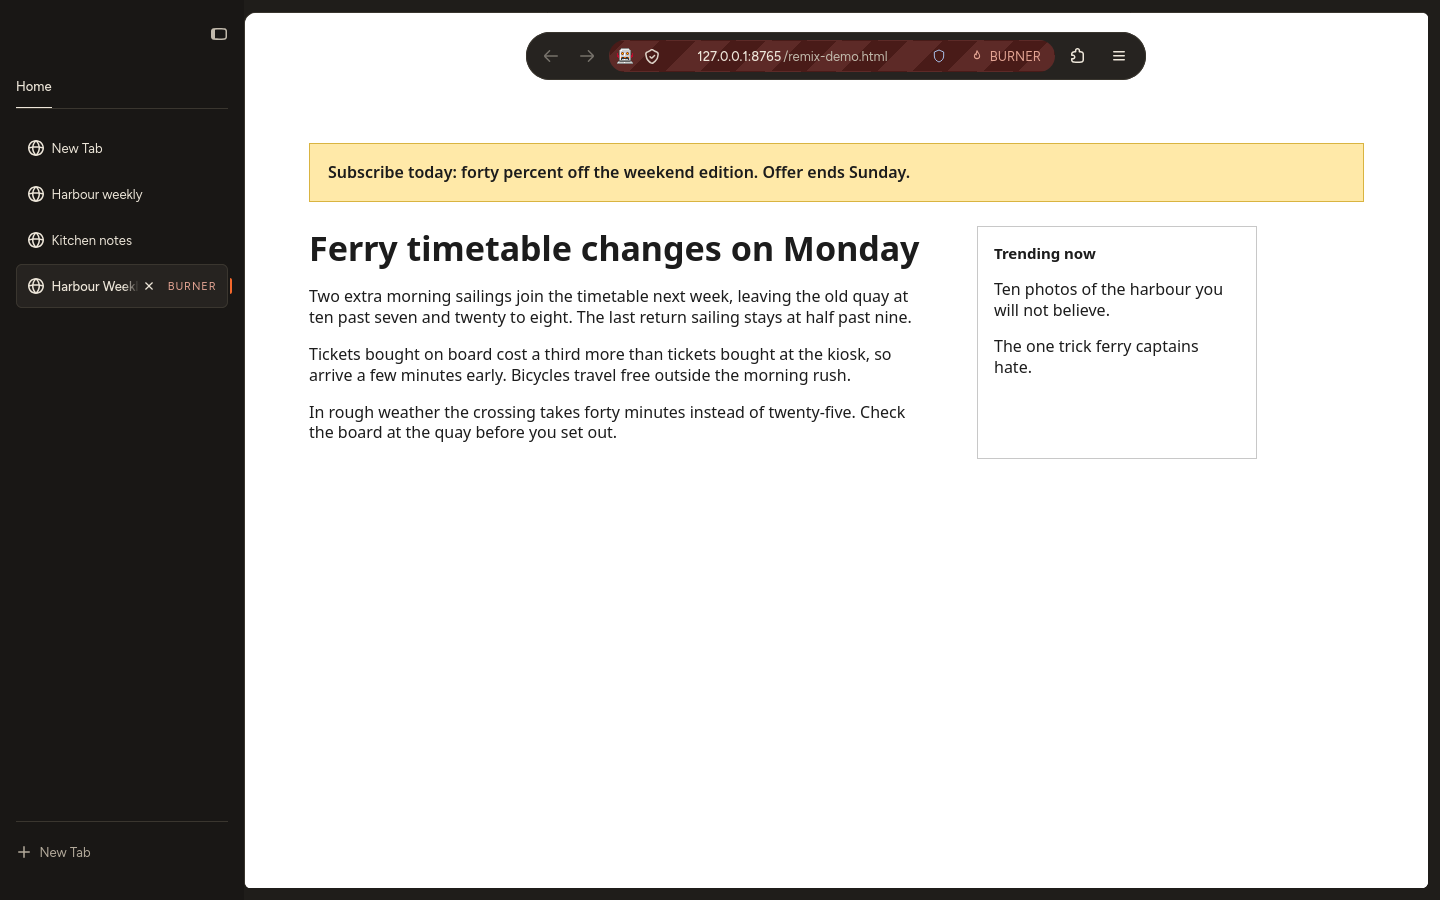 Home
New Tab
Harbour weekly
Kitchen notes
Harbour Week
BURNER
New Tab
127.0.0.1:8765/remix-demo.html
BURNER
Subscribe today: forty percent off the weekend edition. Offer ends Sunday.
Ferry timetable changes on Monday
Two extra morning sailings join the timetable next week, leaving the old quay at
ten past seven and twenty to eight. The last return sailing stays at half past nine.
Tickets bought on board cost a third more than tickets bought at the kiosk, so
arrive a few minutes early. Bicycles travel free outside the morning rush.
In rough weather the crossing takes forty minutes instead of twenty-five. Check
the board at the quay before you set out.
Trending now
Ten photos of the harbour you
will not believe.
The one trick ferry captains
hate.